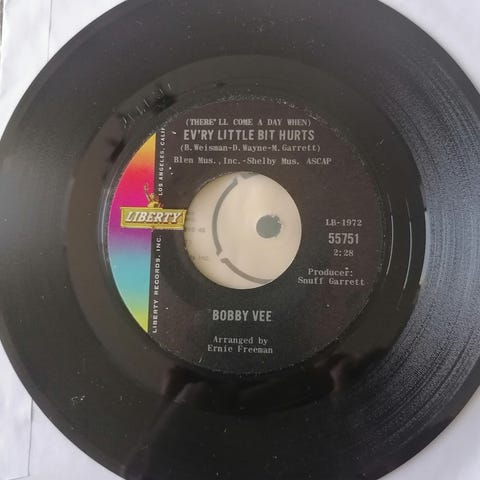 (THERE'LL COME A DAY WHEN)
EV'RY LITTLE BIT HURTS
(B. Weisman-D. Wayne-M. Garrett)
Blen Mus., Inc.-Shelby Mus. ASCAP
LIBERTY
LB-1972
55751
2:28
Producer:
Snuff Garrett
BOBBY VEE
Arranged by
Ernie Freeman
LIBERTY RECORDS, INC. LOS ANGELES, CALIF.